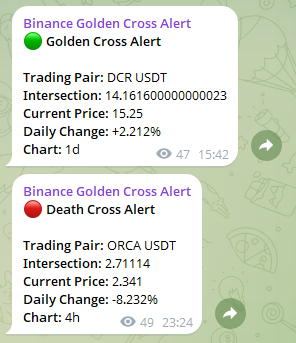 Binance Golden Cross Alert
🟢 Golden Cross Alert
Trading Pair: DCR USDT
Intersection: 14.161600000000023
Current Price: 15.25
Daily Change: +2.212%
Chart: 1d
47 15:42
Binance Golden Cross Alert
🔴 Death Cross Alert
Trading Pair: ORCA USDT
Intersection: 2.71114
Current Price: 2.341
Daily Change: -8.232%
Chart: 4h
49 23:24